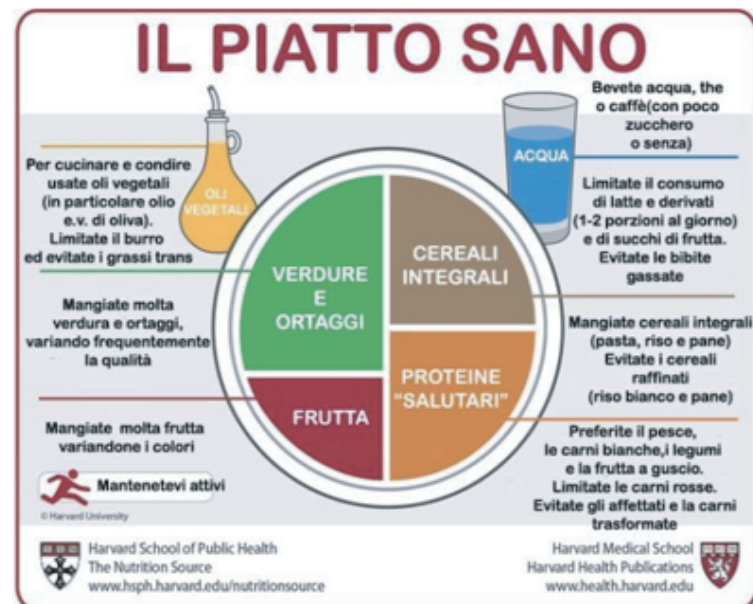 IL PIATTO SANO
Per cucinare e condire
usate oli vegetali
(in particolare olio
e.v. di oliva).
Limitate il burro
ed evitate i grassi trans
Mangiate molta
verdura e ortaggi,
variando frequentemente
la qualità
Mangiate molta frutta
variandone i colori
Mantenetevi attivi
© Harvard University
OLI
VEGETALI
VERDURE
E
ORTAGGI
FRUTTA
CEREALI
INTEGRALI
PROTEINE
“SALUTARI”
ACQUA
Bevete acqua, the
o caffè(con poco
zucchero
o senza)
Limitate il consumo
di latte e derivati
(1-2 porzioni al giorno)
e di succhi di frutta.
Evitate le bibite
gassate
Mangiate cereali integrali
(pasta, riso e pane)
Evitate i cereali
raffinati
(riso bianco e pane)
Preferite il pesce,
le carni bianche,i legumi
e la frutta a guscio.
Limitate le carni rosse.
Evitate gli affettati e la carni
trasformate
Harvard School of Public Health
The Nutrition Source
www.hsph.harvard.edu/nutritionsource
Harvard Medical School
Harvard Health Publications
www.health.harvard.edu